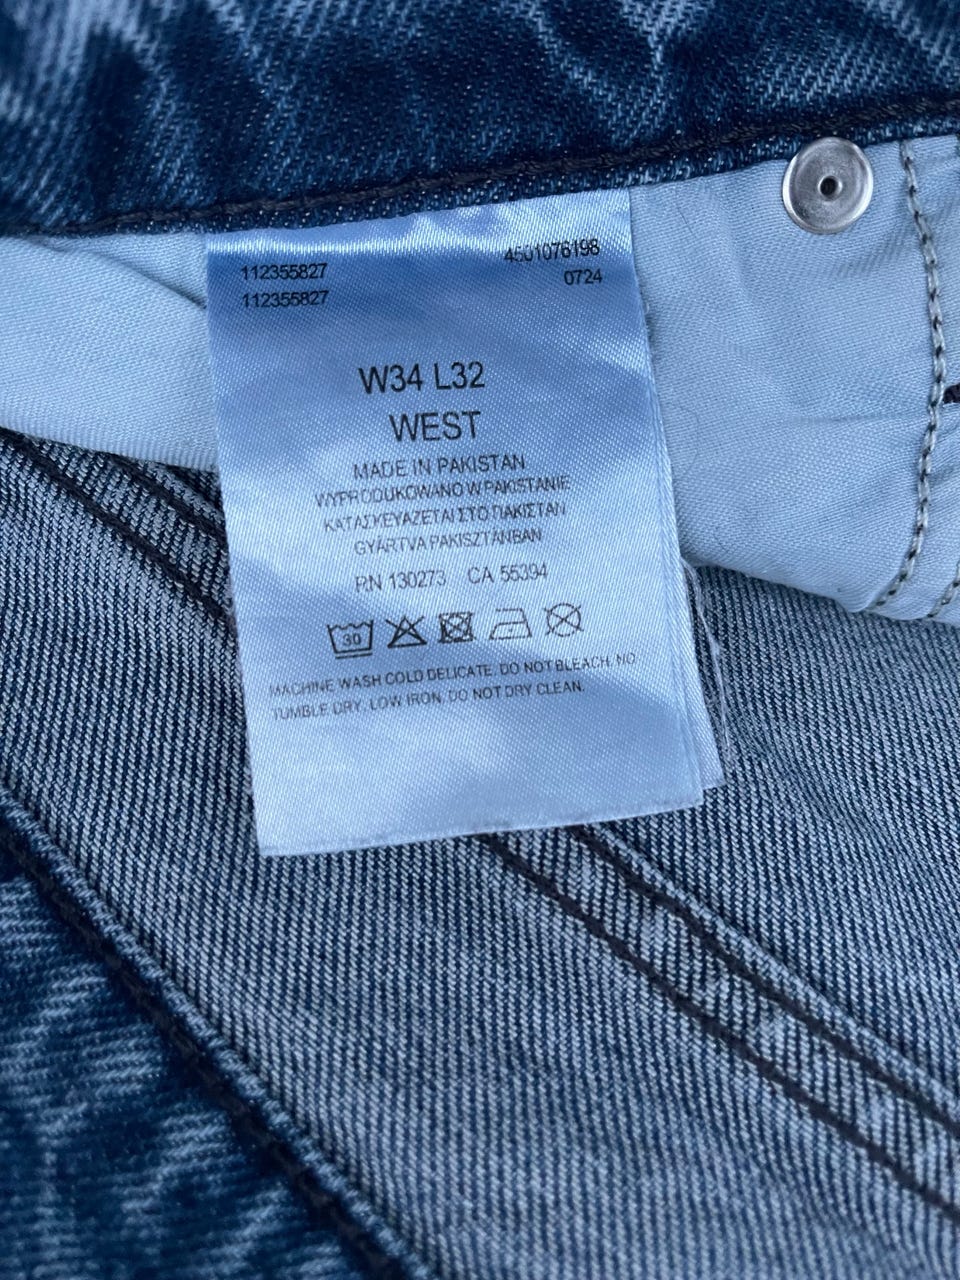 112355827
112355827
4501076198
0724
W34 L32
WEST
MADE IN PAKISTAN
WYPRODUKOWANO W PAKISTANIE
ΚΑΤΑΣΚΕΥΑΖΕΤΑΙ ΣΤΟ ΠΑΚΙΣΤΑΝ
GYÁRTVA PAKISZTÁNBAN
RN 130273 CA 55394
30
MACHINE WASH COLD DELICATE. DO NOT BLEACH. NO
TUMBLE DRY. LOW IRON. DO NOT DRY CLEAN.